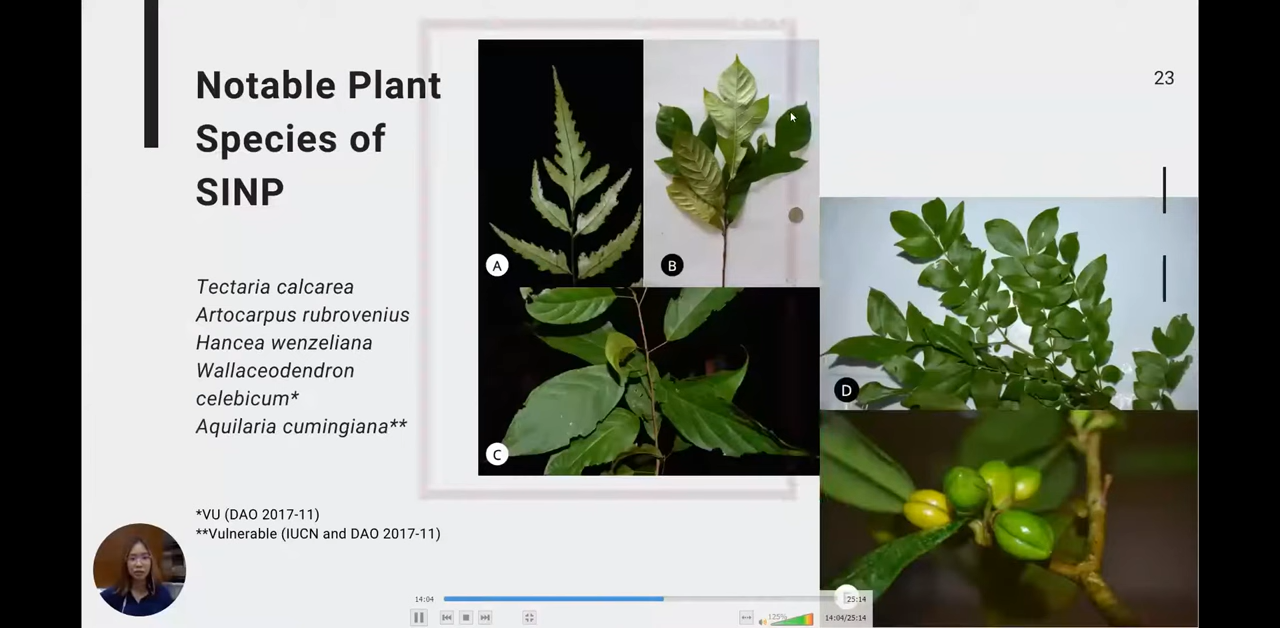 Notable Plant
Species of
SINP
23
Tectaria calcarea
Artocarpus rubrovenius
Hancea wenzeliana
Wallaceodendron
celebicum*
Aquilaria cumingiana**
*VU (DAO 2017-11)
**Vulnerable (IUCN and DAO 2017-11)
A
B
C
D
14:04
25:14
125%
14:04/25:14